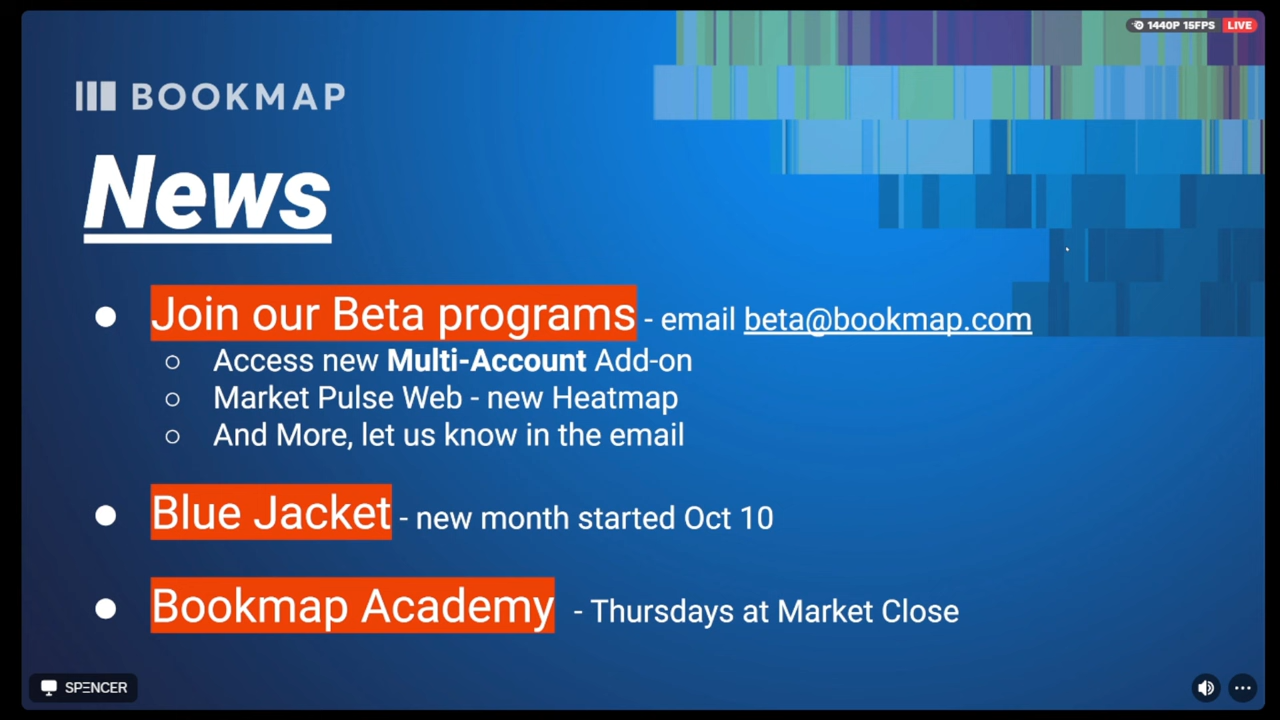 1440P 15FPS LIVE
BOOKMAP
News
● Join our Beta programs - email beta@bookmap.com
○ Access new Multi-Account Add-on
○ Market Pulse Web - new Heatmap
○ And More, let us know in the email
● Blue Jacket - new month started Oct 10
● Bookmap Academy - Thursdays at Market Close
SPΞNCER